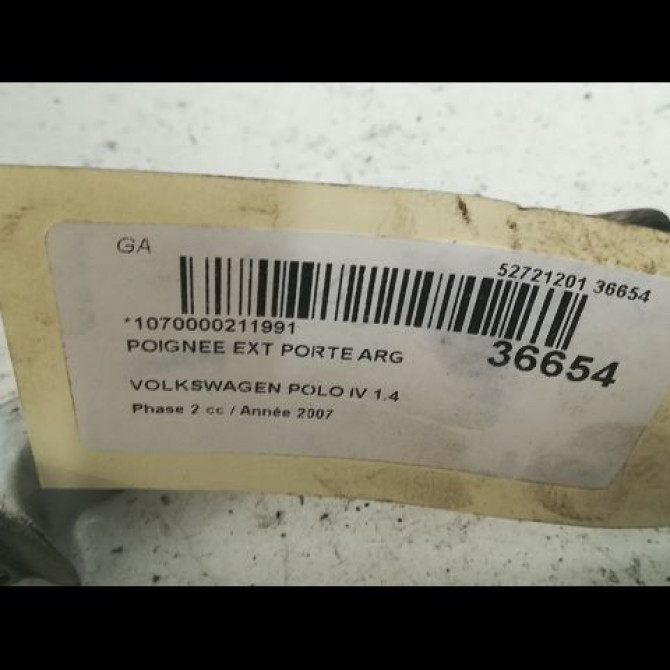 GA
52721201 36654
*1070000211991
36654
POIGNEE EXT PORTE ARG
VOLKSWAGEN POLO IV 1.4
Phase 2 cc / Année 2007